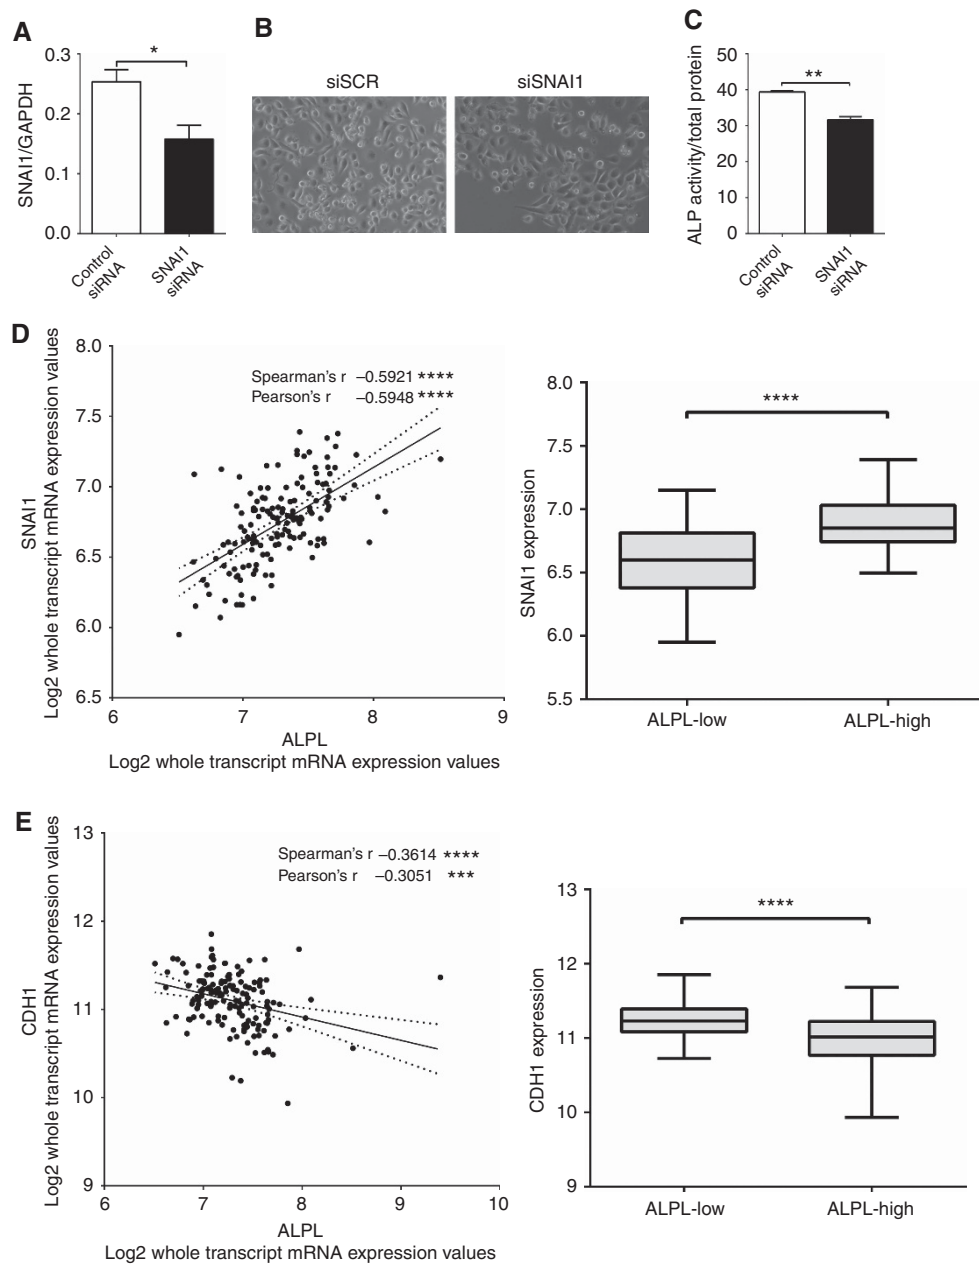 A
0.3
0.2
0.1
0.0
SNAI1/GAPDH
*
Control
siRNA
SNAI1
siRNA
B
siSCR
siSNAI1
C
50
40
30
20
10
0
ALP activity/total protein
**
Control
siRNA
SNAI1
siRNA
D
SNAI1
Log2 whole transcript mRNA expression values
8.0
7.5
7.0
6.5
6.0
6.5
Spearman's r –0.5921 ****
Pearson's r –0.5948 ****
6 7 8 9
ALPL
Log2 whole transcript mRNA expression values
SNAI1 expression
8.0
7.5
7.0
6.5
6.0
5.5
****
ALPL-low ALPL-high
E
CDH1
Log2 whole transcript mRNA expression values
13
12
11
10
9
Spearman's r –0.3614 ****
Pearson's r –0.3051 ***
6 7 8 9 10
ALPL
Log2 whole transcript mRNA expression values
CDH1 expression
13
12
11
10
9
****
ALPL-low ALPL-high